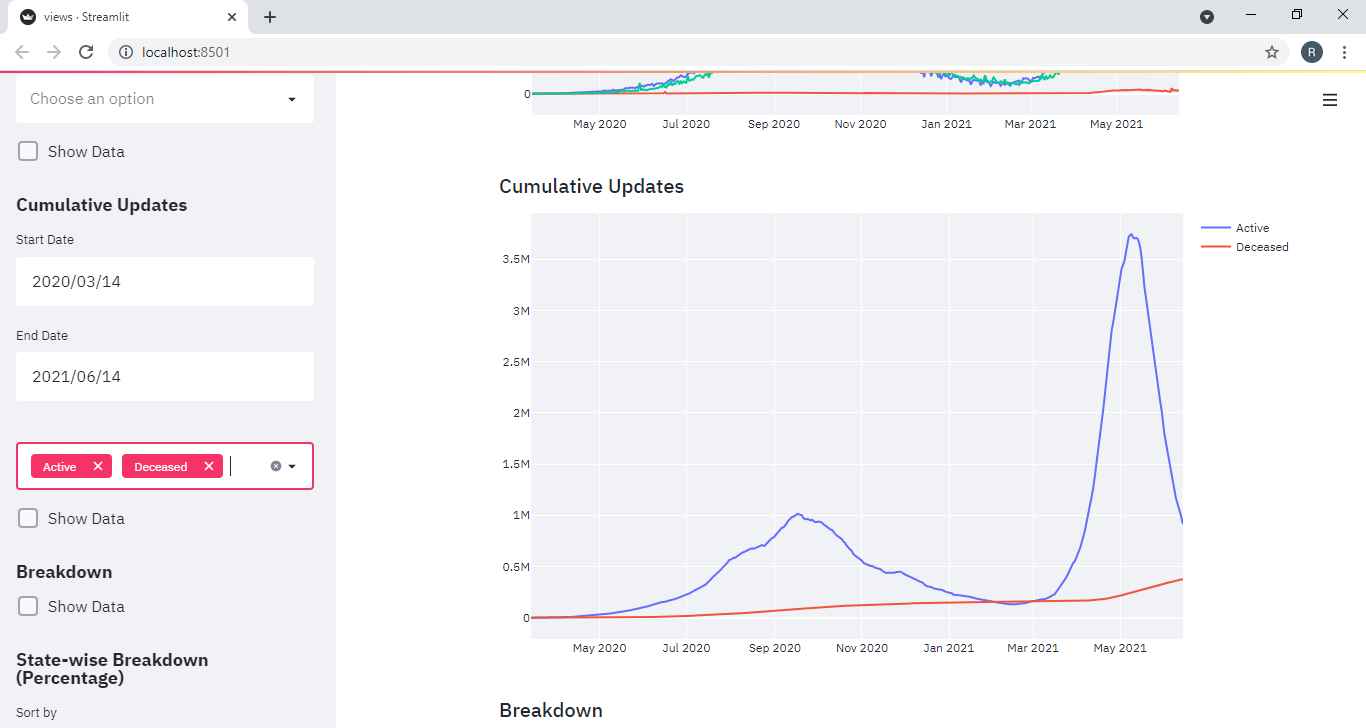 views · Streamlit
localhost:8501
R
Choose an option
Show Data
Cumulative Updates
Start Date
2020/03/14
End Date
2021/06/14
Active
Deceased
Show Data
Breakdown
Show Data
State-wise Breakdown
(Percentage)
Sort by
0
May 2020 Jul 2020 Sep 2020 Nov 2020 Jan 2021 Mar 2021 May 2021
Cumulative Updates
Active
Deceased
3.5M
3M
2.5M
2M
1.5M
1M
0.5M
0
May 2020 Jul 2020 Sep 2020 Nov 2020 Jan 2021 Mar 2021 May 2021
Breakdown